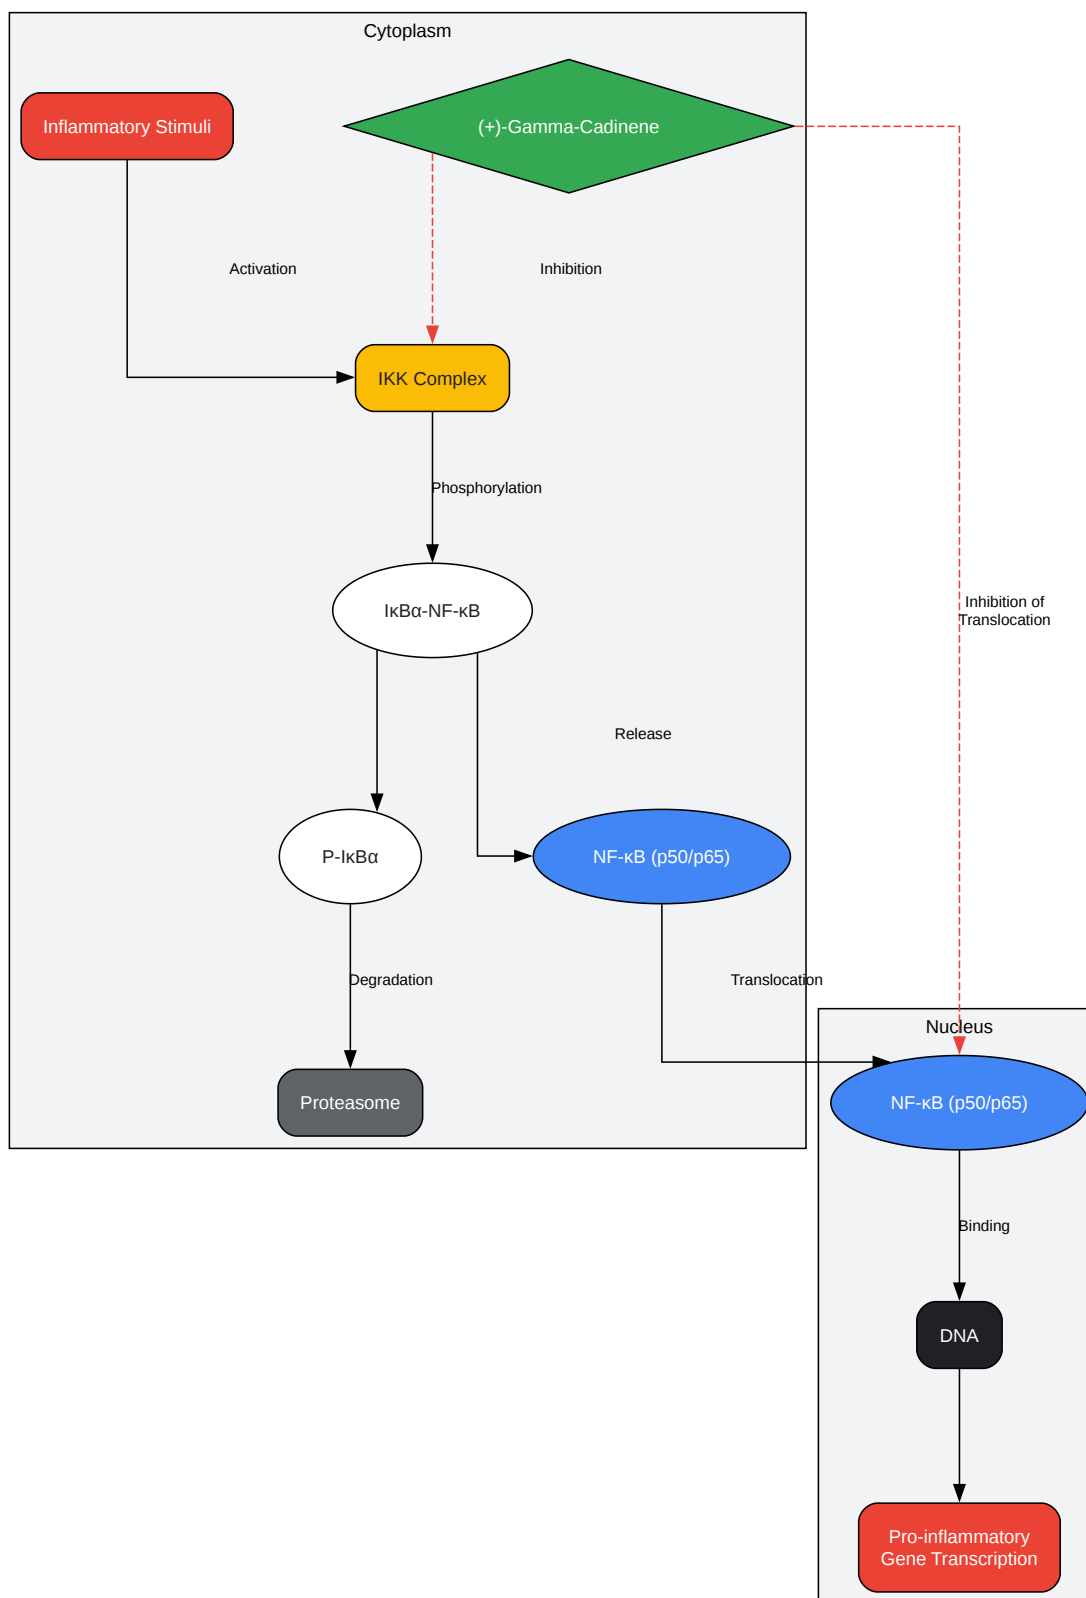 Cytoplasm
Inflammatory Stimuli
(+)-Gamma-Cadinene
Activation
Inhibition
IKK Complex
Phosphorylation
IκBα-NF-κB
Inhibition of
Translocation
Release
P-IκBα
NF-κB (p50/p65)
Degradation
Translocation
Nucleus
Proteasome
NF-κB (p50/p65)
Binding
DNA
Pro-inflammatory
Gene Transcription